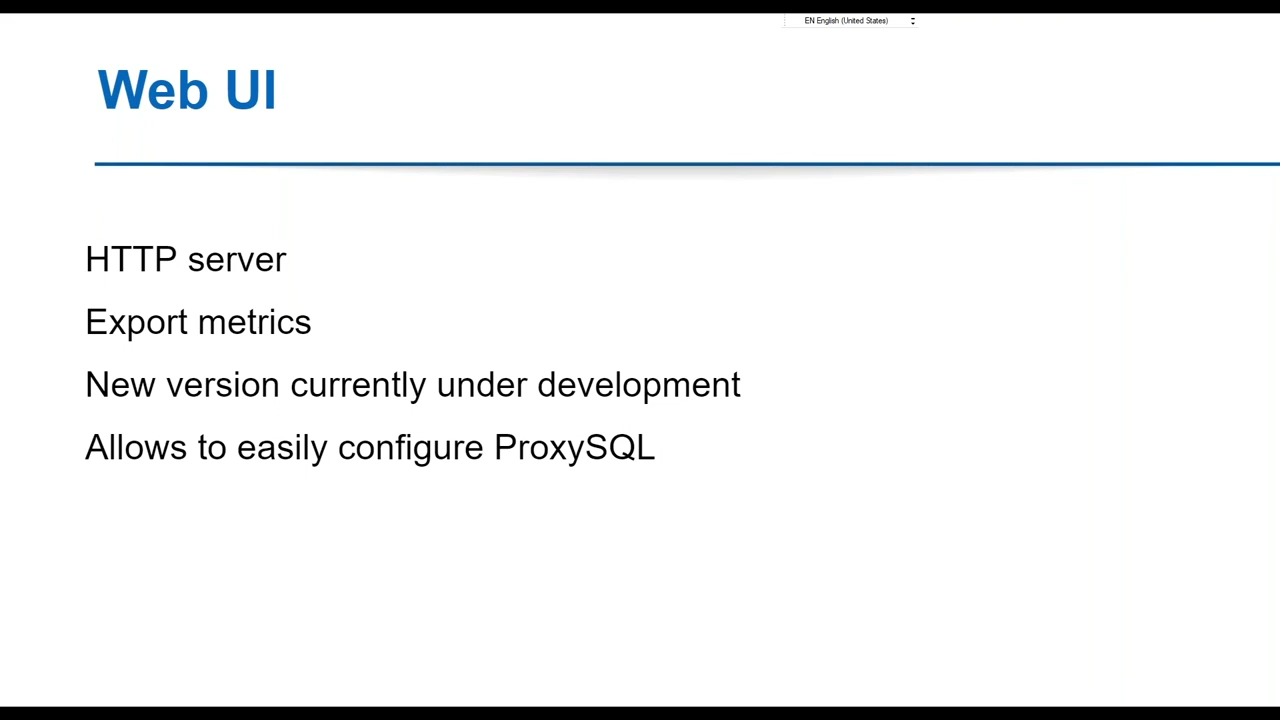 EN English (United States)
Web UI
HTTP server
Export metrics
New version currently under development
Allows to easily configure ProxySQL